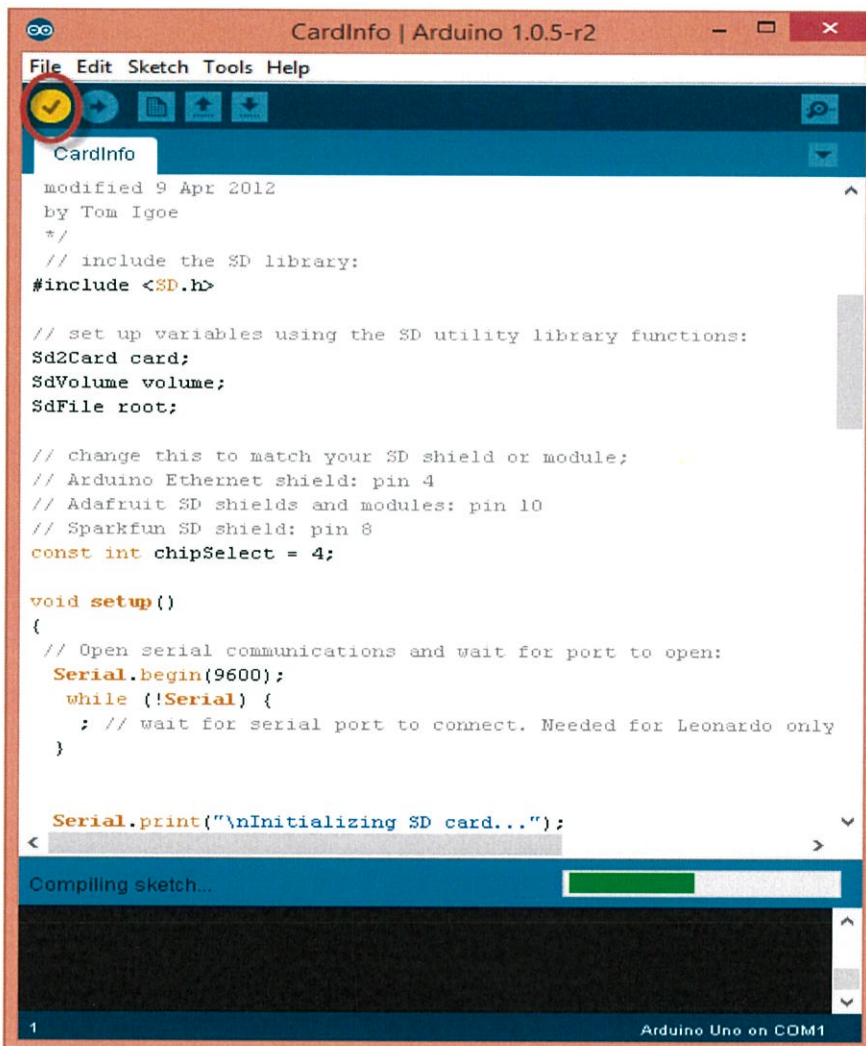 CardInfo | Arduino 1.0.5-r2
File Edit Sketch Tools Help
CardInfo
modified 9 Apr 2012
by Tom Igoe
*/
// include the SD library:
#include <SD.h>
// set up variables using the SD utility library functions:
Sd2Card card;
SdVolume volume;
SdFile root;
// change this to match your SD shield or module;
// Arduino Ethernet shield: pin 4
// Adafruit SD shields and modules: pin 10
// Sparkfun SD shield: pin 8
const int chipSelect = 4;
void setup()
{
// Open serial communications and wait for port to open:
Serial.begin(9600);
while (!Serial) {
; // wait for serial port to connect. Needed for Leonardo only
}
Serial.print("\nInitializing SD card...");
Compiling sketch...
1
Arduino Uno on COM1